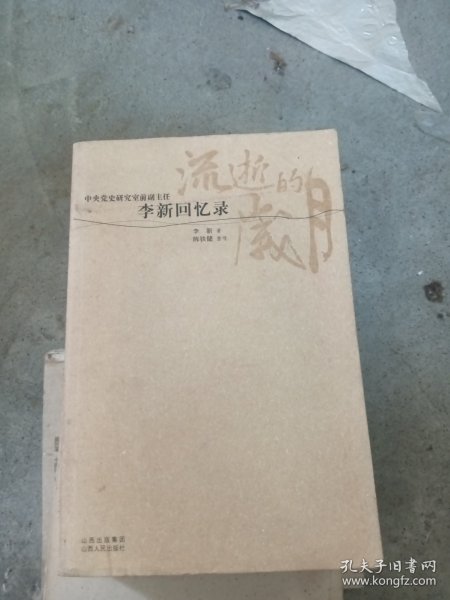 流逝的歲月
中央党史研究室前副主任
李新回忆录
李新 著
陈铁健 整理
山西出版集团
山西人民出版社
孔夫子旧书网
www.kongfz.com